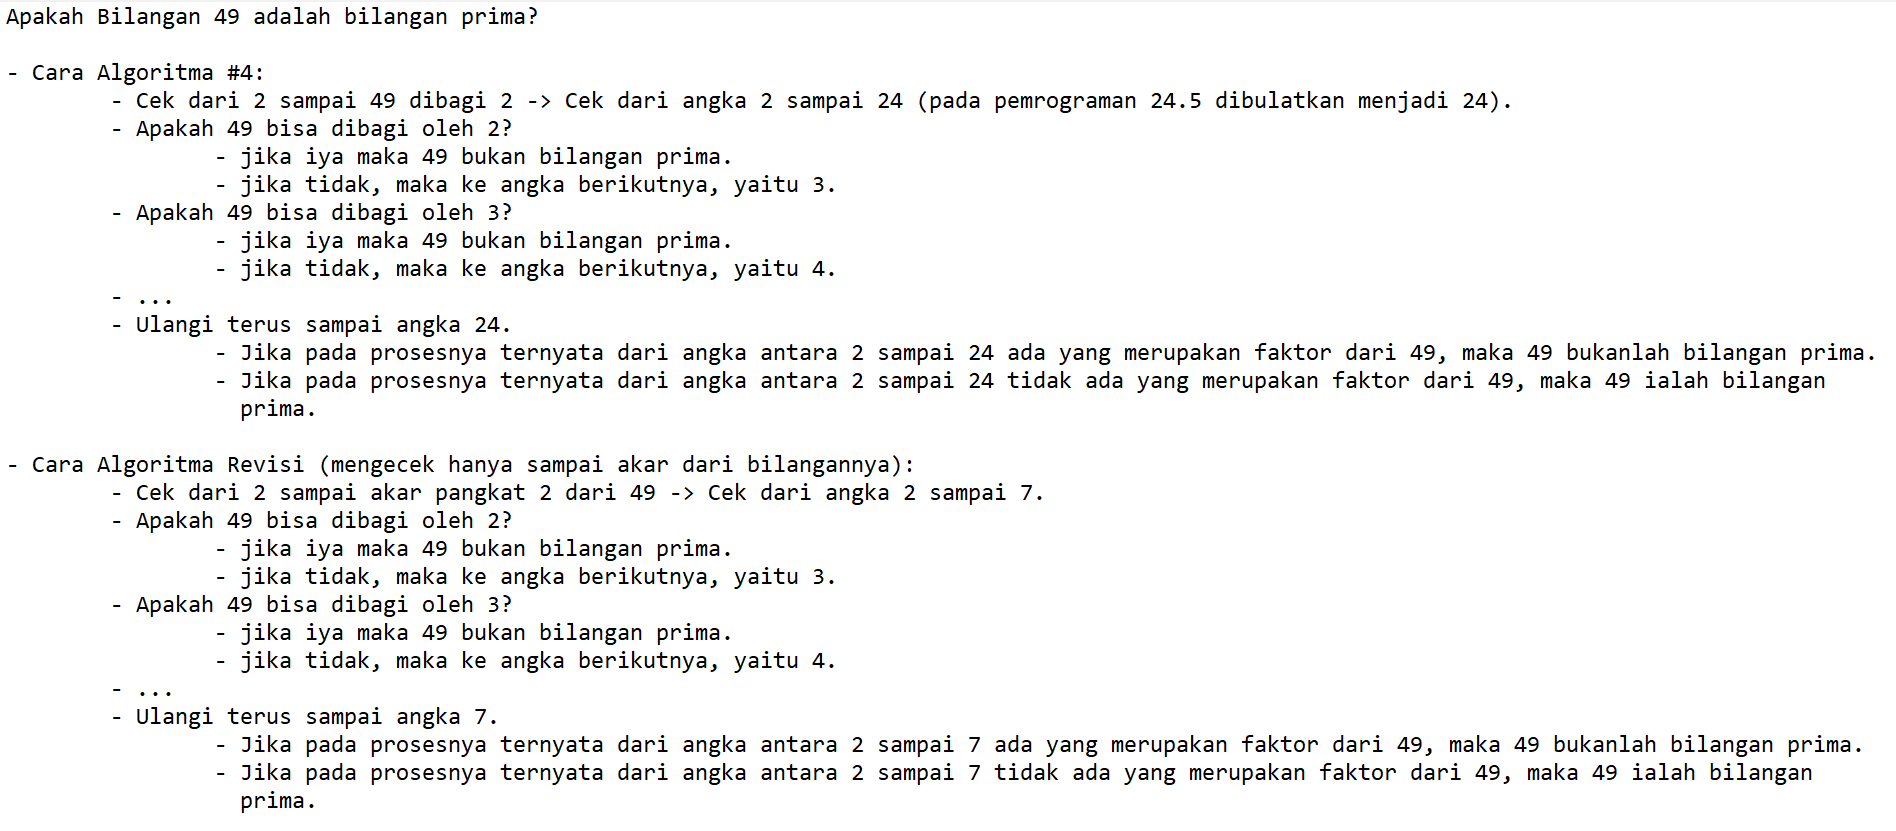 Apakah Bilangan 49 adalah bilangan prima?
- Cara Algoritma #4:
- Cek dari 2 sampai 49 dibagi 2 -> Cek dari angka 2 sampai 24 (pada pemrograman 24.5 dibulatkan menjadi 24).
- Apakah 49 bisa dibagi oleh 2?
- jika iya maka 49 bukan bilangan prima.
- jika tidak, maka ke angka berikutnya, yaitu 3.
- Apakah 49 bisa dibagi oleh 3?
- jika iya maka 49 bukan bilangan prima.
- jika tidak, maka ke angka berikutnya, yaitu 4.
- ...
- Ulangi terus sampai angka 24.
- Jika pada prosesnya ternyata dari angka antara 2 sampai 24 ada yang merupakan faktor dari 49, maka 49 bukanlah bilangan prima.
- Jika pada prosesnya ternyata dari angka antara 2 sampai 24 tidak ada yang merupakan faktor dari 49, maka 49 ialah bilangan
prima.
- Cara Algoritma Revisi (mengecek hanya sampai akar dari bilangannya):
- Cek dari 2 sampai akar pangkat 2 dari 49 -> Cek dari angka 2 sampai 7.
- Apakah 49 bisa dibagi oleh 2?
- jika iya maka 49 bukan bilangan prima.
- jika tidak, maka ke angka berikutnya, yaitu 3.
- Apakah 49 bisa dibagi oleh 3?
- jika iya maka 49 bukan bilangan prima.
- jika tidak, maka ke angka berikutnya, yaitu 4.
- ...
- Ulangi terus sampai angka 7.
- Jika pada prosesnya ternyata dari angka antara 2 sampai 7 ada yang merupakan faktor dari 49, maka 49 bukanlah bilangan prima.
- Jika pada prosesnya ternyata dari angka antara 2 sampai 7 tidak ada yang merupakan faktor dari 49, maka 49 ialah bilangan
prima.